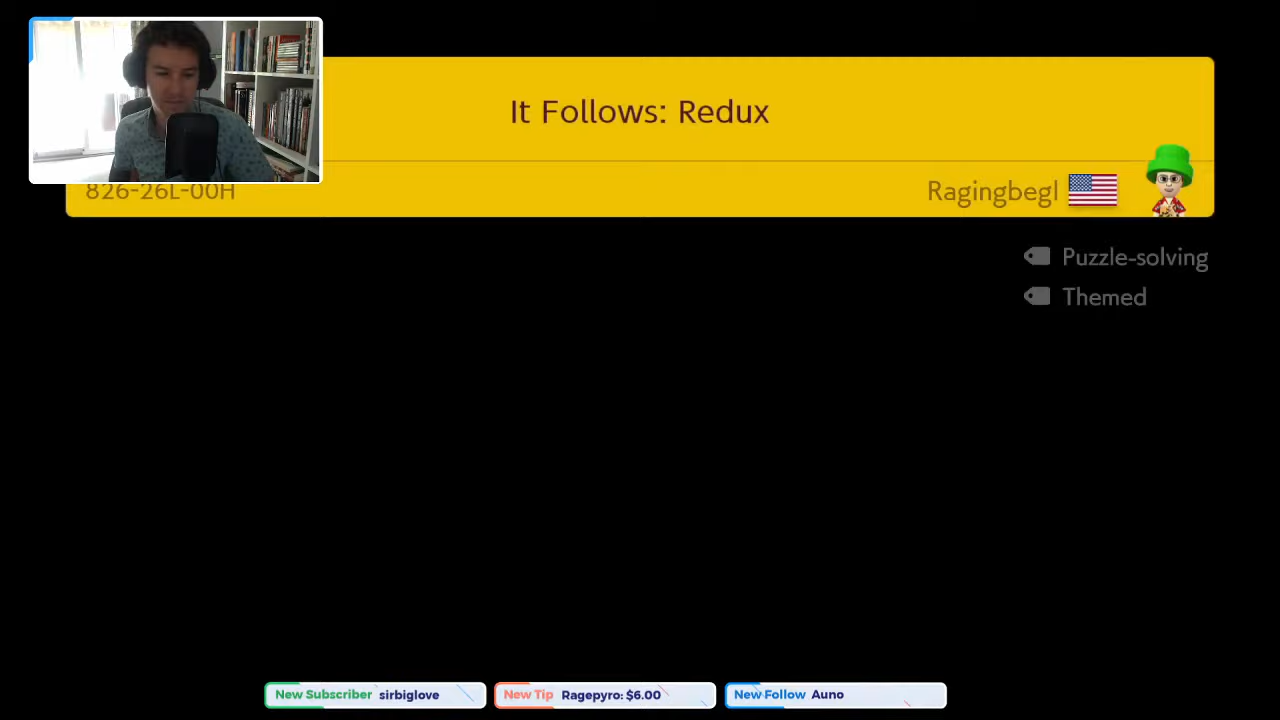 It Follows: Redux
826-26L-00H
Ragingbegl
Puzzle-solving
Themed
New Subscriber sirbiglove
New Tip Ragepyro: $6.00
New Follow Auno